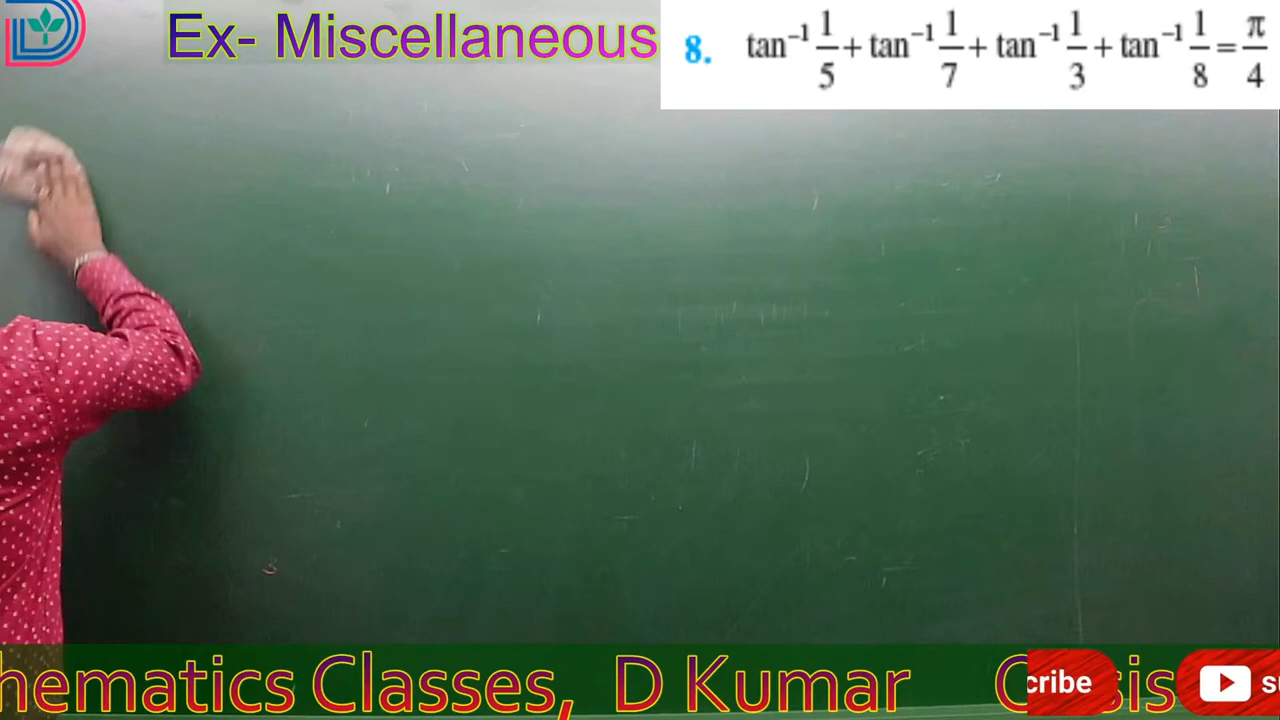 Ex- Miscellaneous
8. tan⁻¹ 1/5 + tan⁻¹ 1/7 + tan⁻¹ 1/3 + tan⁻¹ 1/8 = π/4
hematics Classes, D Kumar
cribe